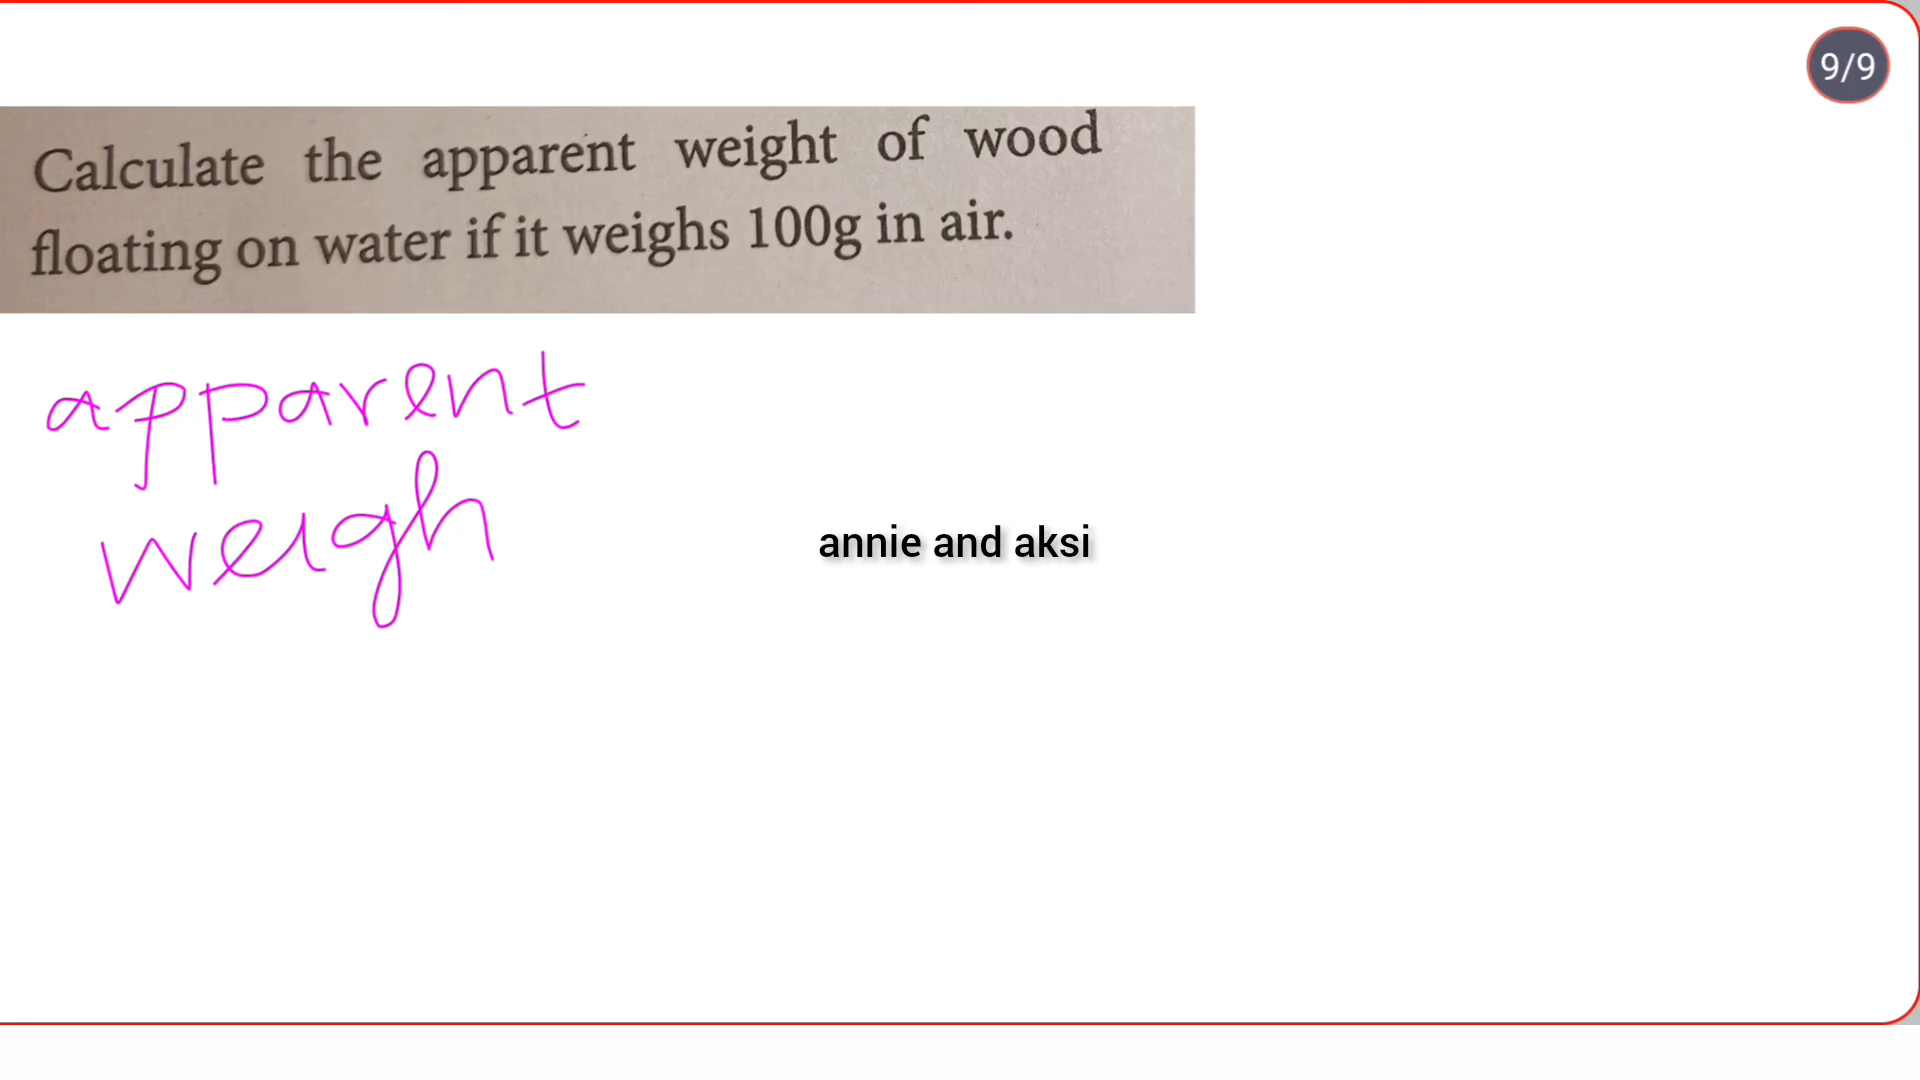 9/9
Calculate the apparent weight of wood
floating on water if it weighs 100g in air.
apparent
weigh
annie and aksi